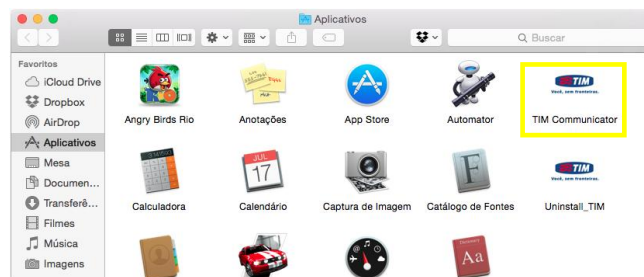 Aplicativos
Buscar
Favoritos
iCloud Drive
Dropbox
AirDrop
Aplicativos
Mesa
Documen...
Transferê...
Filmes
Música
Imagens
TIM
Você, sem fronteiras.
Angry Birds Rio
Anotações
App Store
Automator
TIM Communicator
JUL
17
F
TIM
Você, sem fronteiras.
Calculadora
Calendário
Captura de Imagem
Catálogo de Fontes
Uninstall_TIM
Dictionary
Aa